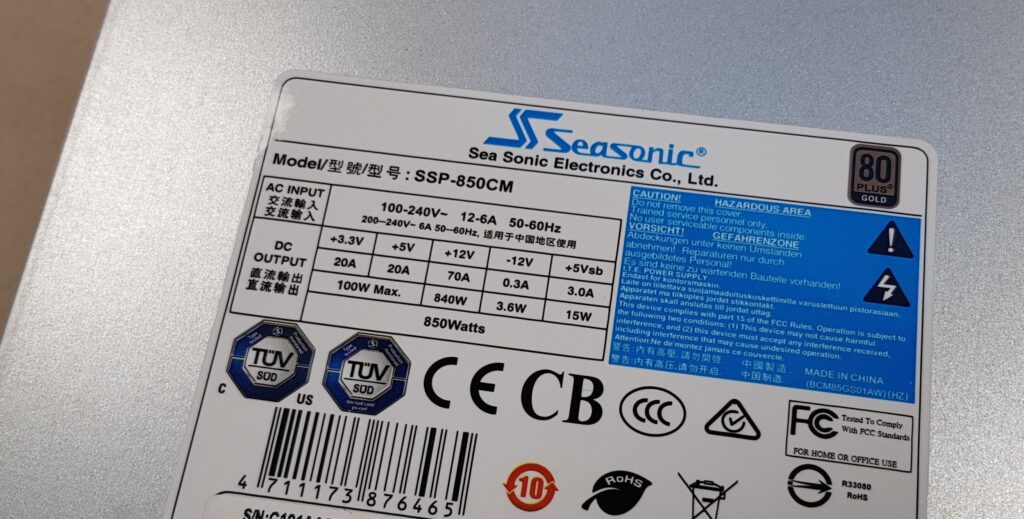 Seasonic®
Sea Sonic Electronics Co., Ltd.
Model/型號/型号: SSP-850CM
80
PLUS®
GOLD
AC INPUT
交流輸入
交流输入
100-240V~ 12-6A 50-60Hz
200-240V~ 6A 50-60Hz, 适用于中国地区使用
DC
OUTPUT
直流輸出
直流输出
+3.3V +5V +12V -12V +5Vsb
20A 20A 70A 0.3A 3.0A
100W Max. 840W 3.6W 15W
850Watts
CAUTION! HAZARDOUS AREA
Do not remove this cover.
Trained service personnel only.
No user serviceable components inside.
VORSICHT! GEFAHRENZONE
Abdeckungen unter keinen Umständen
abnehmen! Reparaturen nur durch
ausgebildetes Personal!
Es sind keine zu wartenden Bauteile vorhanden!
I.T.E. POWER SUPPLY
Endast for kontorsmaskin.
Laite on liitettava suojamaadoituskoskettimilla varustettuun pistorasiaan.
Apparatet ma tilkoples jordet stikkontakt.
Apparaten skall anslutas till jordat uttag.
This device complies with part 15 of the FCC Rules. Operation is subject to
the following two conditions: (1) This device may not cause harmful
interference, and (2) this device must accept any interference received,
including interference that may cause undesired operation.
Attention:Ne de montez jamais ce couvercle.
警告:内有高壓,請勿開啓. 中國製造
警告:内有高压,请勿开启. 中国制造
MADE IN CHINA
(BCM85GS01AW)(HZ)
C
TÜV
SÜD
US
TÜV
SÜD
CE
CB
CCC
FC
Tested To Comply
With FCC Standards
FOR HOME OR OFFICE USE
4 711173 876465
10
RoHS
R33080
RoHS